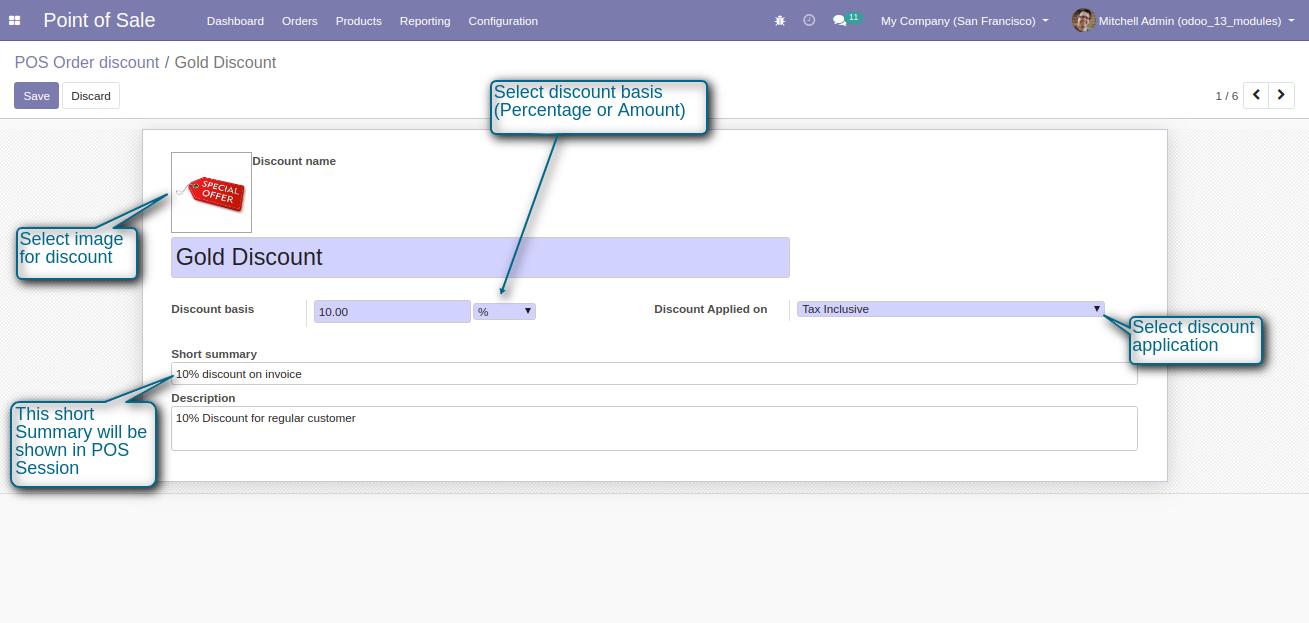 Point of Sale Dashboard Orders Products Reporting Configuration 11 My Company (San Francisco) Mitchell Admin (odoo_13_modules)
POS Order discount / Gold Discount
Save Discard
1 / 6
Select discount basis
(Percentage or Amount)
SPECIAL
OFFER
Discount name
Select image
for discount
Gold Discount
Discount basis 10.00 % Discount Applied on Tax Inclusive
Select discount
application
Short summary
10% discount on invoice
Description
10% Discount for regular customer
This short
Summary will be
shown in POS
Session